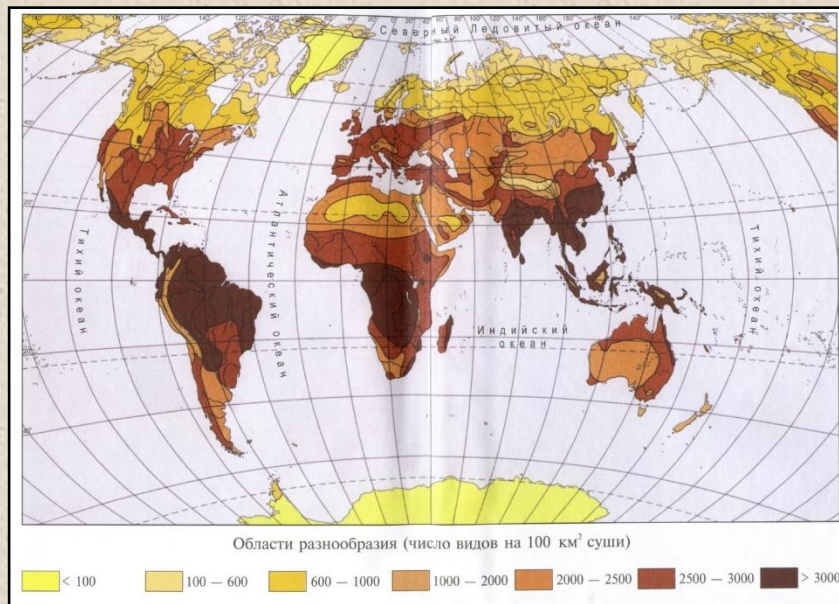 Северный Ледовитый океан
Тихий океан
Атлантический океан
Индийский
океан
Тихий океан
Области разнообразия (число видов на 100 км² суши)
< 100
100 — 600
600 — 1000
1000 — 2000
2000 — 2500
2500 — 3000
> 3000